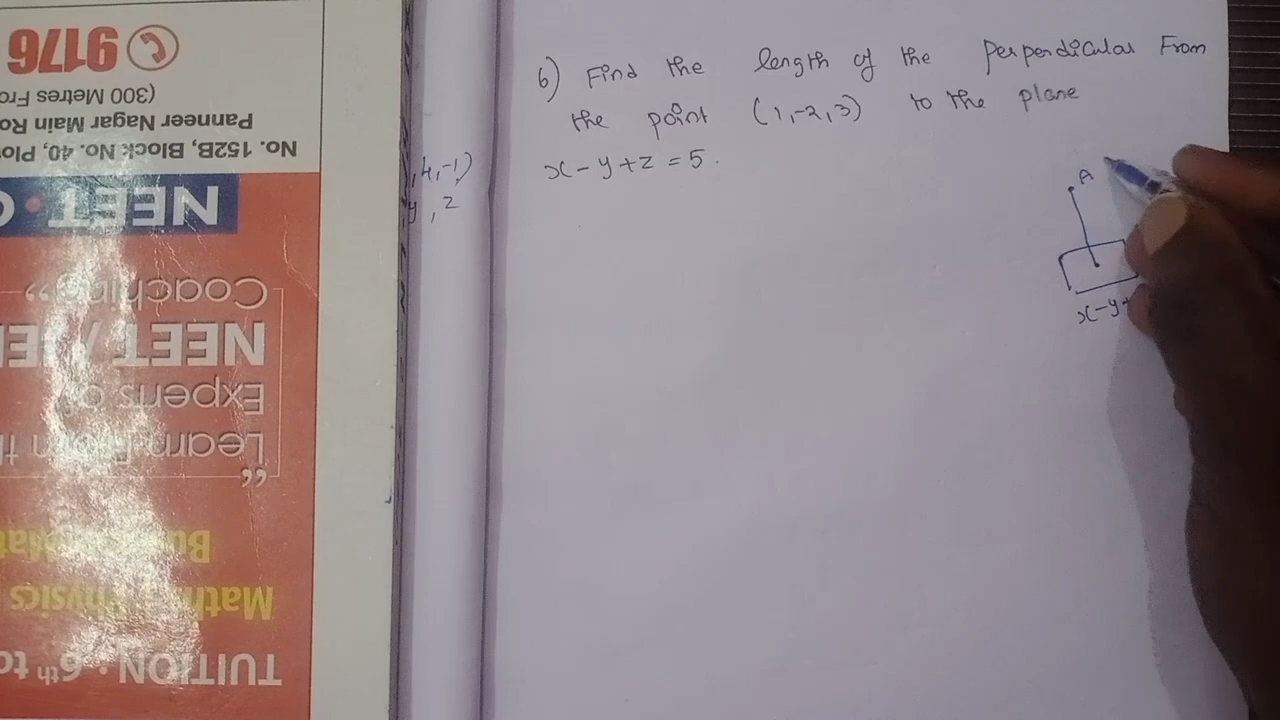 6) Find the length of the perpendicular From
the point (1,-2,3) to the plane
x-y+z=5.
A
x-y+
,4,-1)
y, z
9176
(300 Metres Fro
Panneer Nagar Main Ro
No. 152B, Block No. 40, Plo
NEET • C
Coaching"
NEET / JEE
Experts
Learn From th
"
Math Physics
TUITION • 6th to